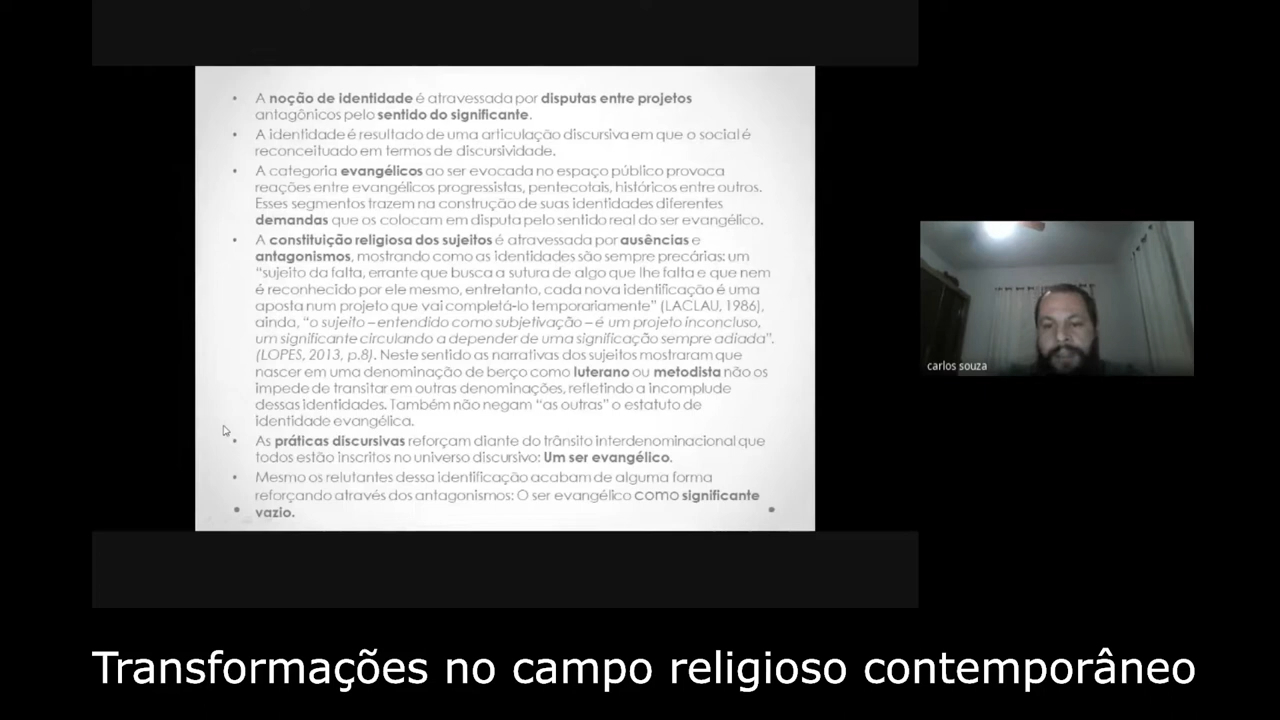 • A noção de identidade é atravessada por disputas entre projetos
antagônicos pelo sentido do significante.
• A identidade é resultado de uma articulação discursiva em que o social é
reconceituado em termos de discursividade.
• A categoria evangélicos ao ser evocada no espaço público provoca
reações entre evangélicos progressistas, pentecostais, históricos entre outros.
Esses segmentos trazem na construção de suas identidades diferentes
demandas que os colocam em disputa pelo sentido real do ser evangélico.
• A constituição religiosa dos sujeitos é atravessada por ausências e
antagonismos, mostrando como as identidades são sempre precárias: um
“sujeito da falta, errante que busca a sutura de algo que lhe falta e que nem
é reconhecido por ele mesmo, entretanto, cada nova identificação é uma
aposta num projeto que vai completá-lo temporariamente” (LACLAU, 1986),
ainda, “o sujeito – entendido como subjetivação – é um projeto inconcluso,
um significante circulando a depender de uma significação sempre adiada”.
(LOPES, 2013, p.8). Neste sentido as narrativas dos sujeitos mostraram que
nascer em uma denominação de berço como luterano ou metodista não os
impede de transitar em outras denominações, refletindo a incomplude
dessas identidades. Também não negam “as outras” o estatuto de
identidade evangélica.
• As práticas discursivas reforçam diante do trânsito interdenominacional que
todos estão inscritos no universo discursivo: Um ser evangélico.
• Mesmo os relutantes dessa identificação acabam de alguma forma
reforçando através dos antagonismos: O ser evangélico como significante
vazio.
carlos souza
Transformações no campo religioso contemporâneo